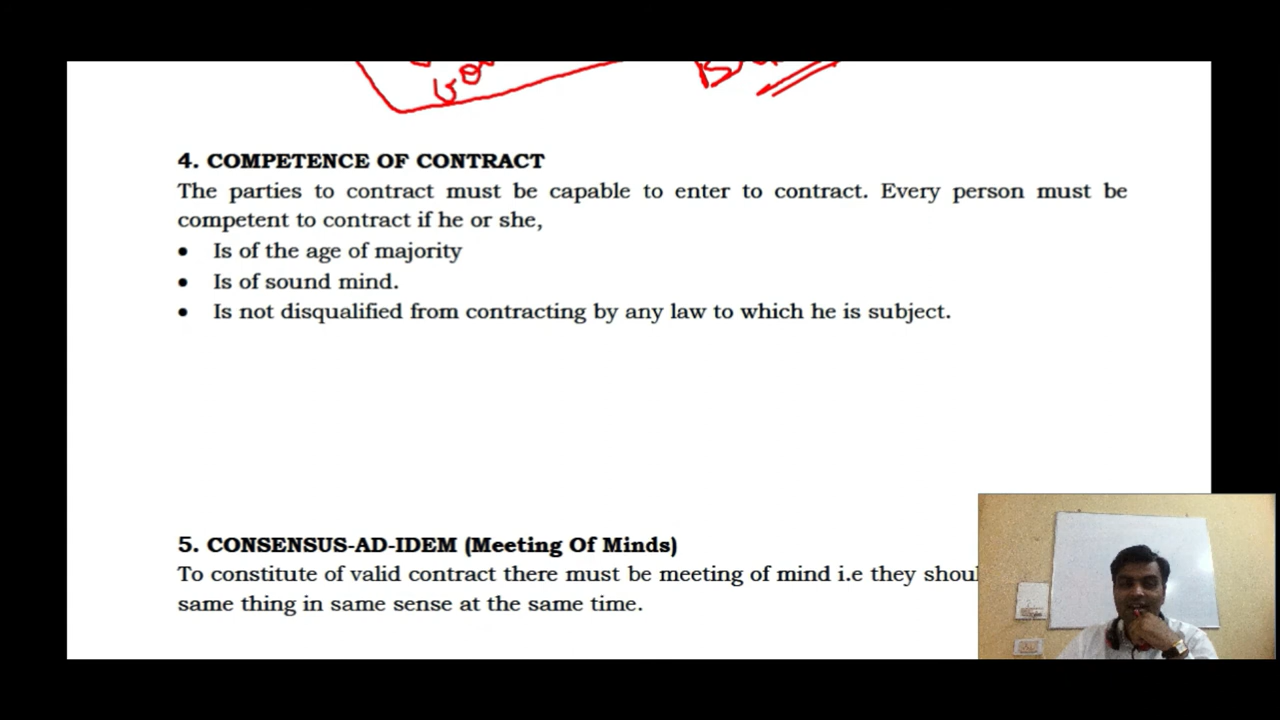 4. COMPETENCE OF CONTRACT
The parties to contract must be capable to enter to contract. Every person must be
competent to contract if he or she,
• Is of the age of majority
• Is of sound mind.
• Is not disqualified from contracting by any law to which he is subject.
5. CONSENSUS-AD-IDEM (Meeting Of Minds)
To constitute of valid contract there must be meeting of mind i.e they
same thing in same sense at the same time.